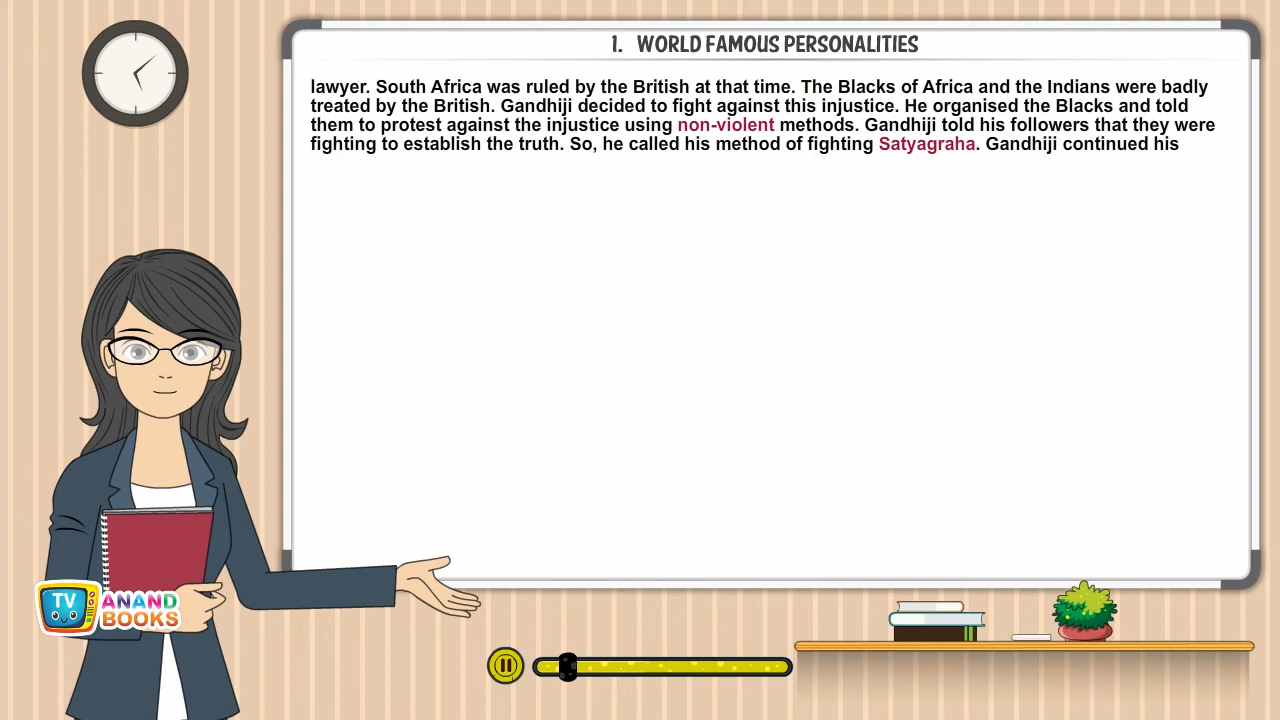 1. WORLD FAMOUS PERSONALITIES
lawyer. South Africa was ruled by the British at that time. The Blacks of Africa and the Indians were badly
treated by the British. Gandhiji decided to fight against this injustice. He organised the Blacks and told
them to protest against the injustice using non-violent methods. Gandhiji told his followers that they were
fighting to establish the truth. So, he called his method of fighting Satyagraha. Gandhiji continued his
TV ANAND
BOOKS